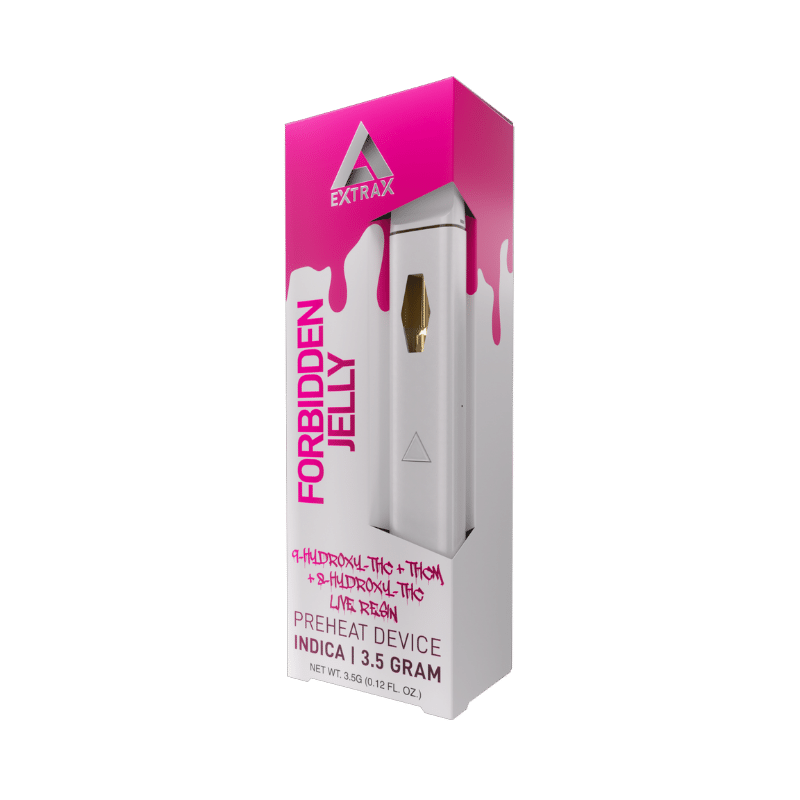 EXTRAX
FORBIDDEN
JELLY
9-HYDROXY-THC + THCM
+ 8-HYDROXY-THC
LIVE RESIN
PREHEAT DEVICE
INDICA | 3.5 GRAM
NET WT. 3.5G (0.12 FL. OZ.)